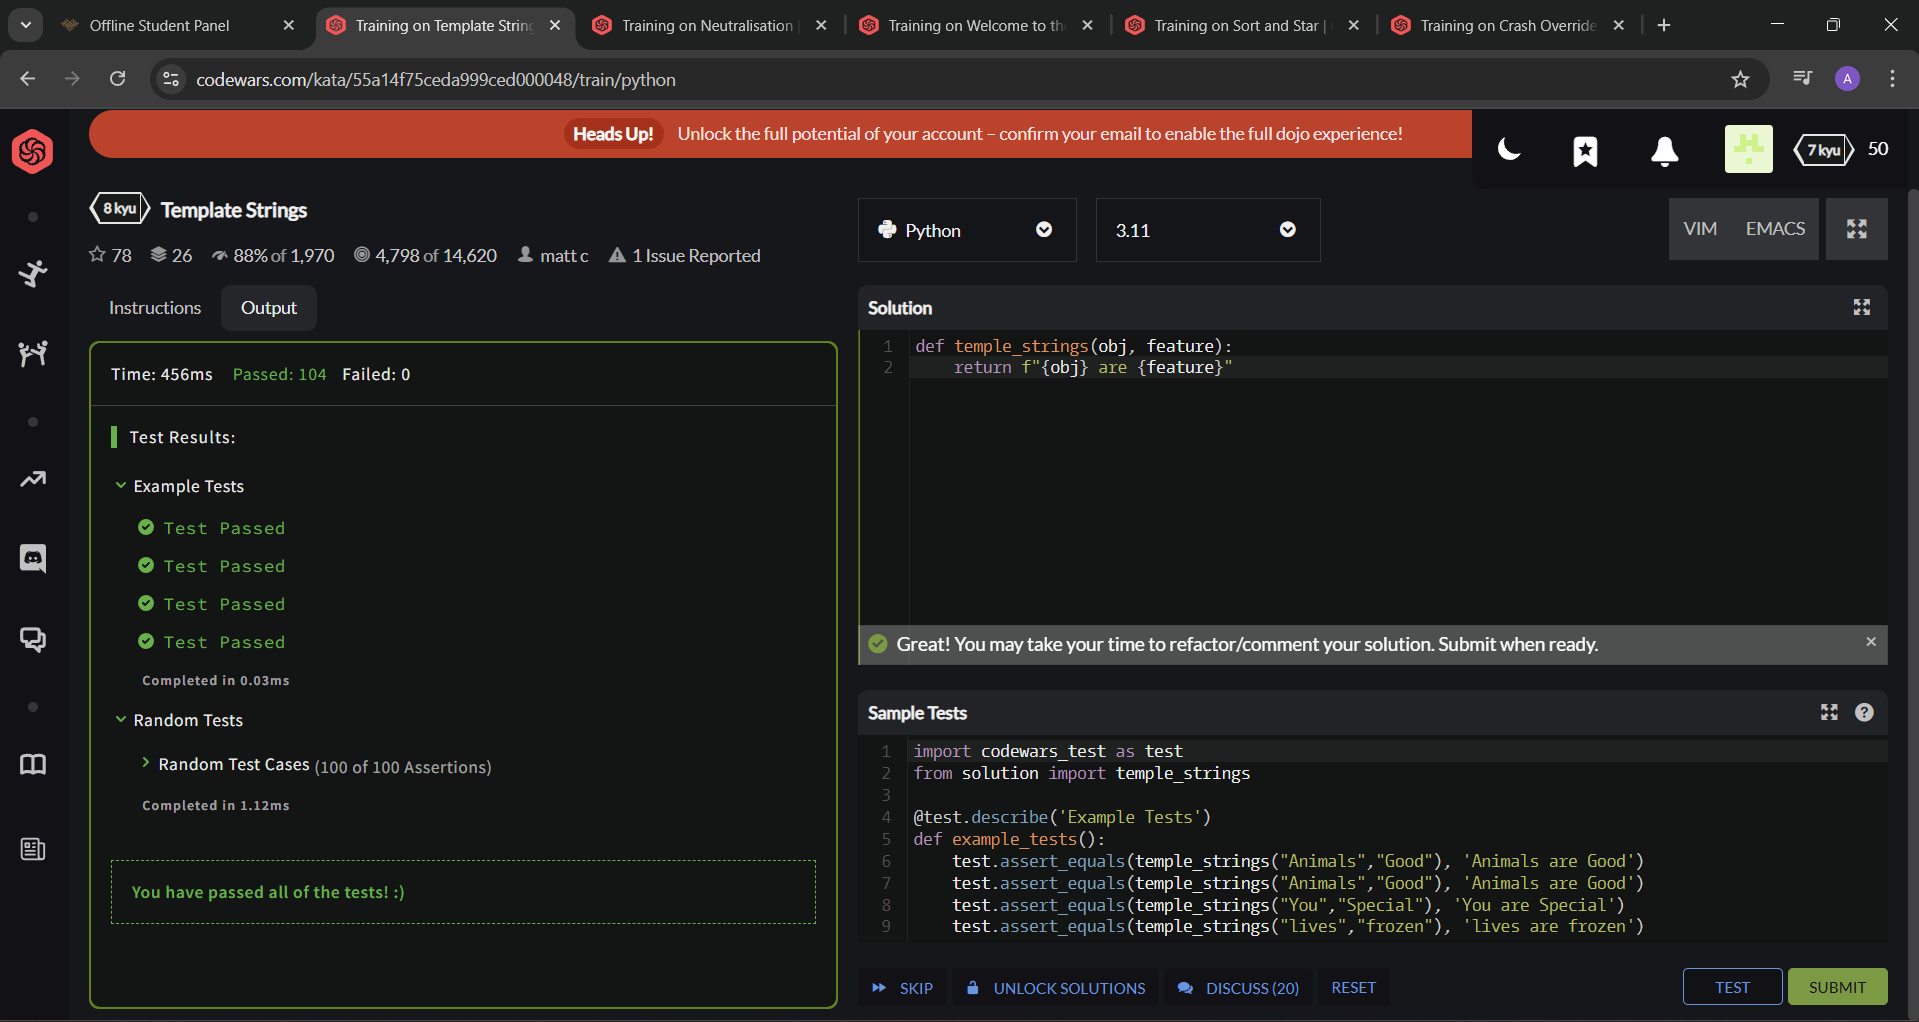 Offline Student Panel
Training on Template String
Training on Neutralisation
Training on Welcome to th
Training on Sort and Star |
Training on Crash Override
codewars.com/kata/55a14f75ceda999ced000048/train/python
A
Heads Up! Unlock the full potential of your account – confirm your email to enable the full dojo experience!
7 kyu 50
8 kyu Template Strings
78 26 88% of 1,970 4,798 of 14,620 matt c 1 Issue Reported
Python
3.11
VIM EMACS
Instructions
Output
Time: 456ms Passed: 104 Failed: 0
Test Results:
Example Tests
Test Passed
Test Passed
Test Passed
Test Passed
Completed in 0.03ms
Random Tests
Random Test Cases (100 of 100 Assertions)
Completed in 1.12ms
You have passed all of the tests! :)
Solution
1 def temple_strings(obj, feature):
2 return f"{obj} are {feature}"
Great! You may take your time to refactor/comment your solution. Submit when ready.
Sample Tests
1 import codewars_test as test
2 from solution import temple_strings
3
4 @test.describe('Example Tests')
5 def example_tests():
6 test.assert_equals(temple_strings("Animals","Good"), 'Animals are Good')
7 test.assert_equals(temple_strings("Animals","Good"), 'Animals are Good')
8 test.assert_equals(temple_strings("You","Special"), 'You are Special')
9 test.assert_equals(temple_strings("lives","frozen"), 'lives are frozen')
SKIP
UNLOCK SOLUTIONS
DISCUSS (20)
RESET
TEST
SUBMIT